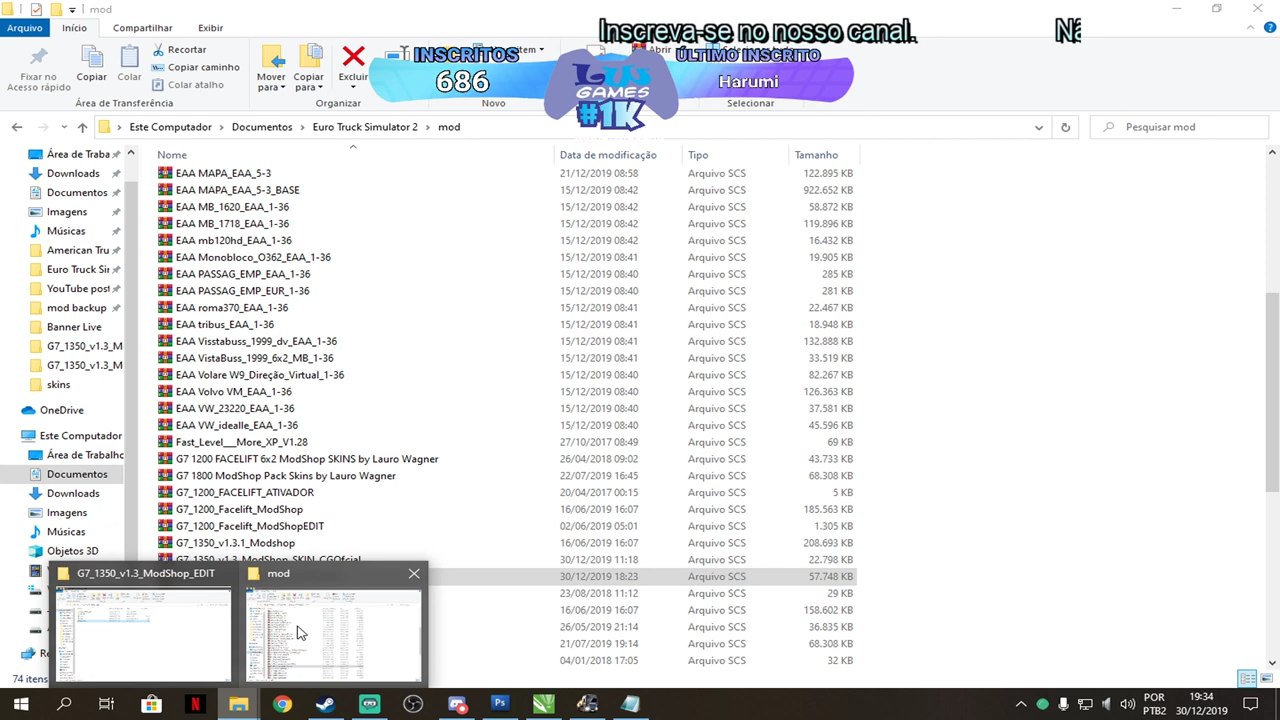 mod
Inscreva-se no nosso canal.
Arquivo Início Compartilhar Exibir
INSCRITOS
686
LUS
GAMES
#1K
ÚLTIMO INSCRITO
Harumi
Fixar no
Acesso rápido
Copiar
Colar
Recortar
Copiar caminho
Colar atalho
Área de Transferência
Mover
para
Copiar
para
Excluir
Organizar
Novo
Abrir
Selecionar
Este Computador > Documentos > Euro Truck Simulator 2 > mod
Pesquisar mod
Área de Traba
Downloads
Documentos
Imagens
Músicas
American Tru
Euro Truck Sir
YouTube post
mod backup
Banner Live
G7_1350_v1.3_M
G7_1350_v1.3_M
skins
OneDrive
Este Computador
Área de Trabalho
Documentos
Downloads
Imagens
Músicas
Objetos 3D
Nome Data de modificação Tipo Tamanho
EAA MAPA_EAA_5-3 21/12/2019 08:58 Arquivo SCS 122.895 KB
EAA MAPA_EAA_5-3_BASE 15/12/2019 08:42 Arquivo SCS 922.652 KB
EAA MB_1620_EAA_1-36 15/12/2019 08:42 Arquivo SCS 58.872 KB
EAA MB_1718_EAA_1-36 15/12/2019 08:42 Arquivo SCS 119.896 KB
EAA mb120hd_EAA_1-36 15/12/2019 08:42 Arquivo SCS 16.432 KB
EAA Monobloco_O362_EAA_1-36 15/12/2019 08:41 Arquivo SCS 19.905 KB
EAA PASSAG_EMP_EAA_1-36 15/12/2019 08:40 Arquivo SCS 285 KB
EAA PASSAG_EMP_EUR_1-36 15/12/2019 08:40 Arquivo SCS 281 KB
EAA roma370_EAA_1-36 15/12/2019 08:41 Arquivo SCS 22.467 KB
EAA tribus_EAA_1-36 15/12/2019 08:41 Arquivo SCS 18.948 KB
EAA Visstabuss_1999_dv_EAA_1-36 15/12/2019 08:41 Arquivo SCS 132.888 KB
EAA VistaBuss_1999_6x2_MB_1-36 15/12/2019 08:41 Arquivo SCS 33.519 KB
EAA Volare W9_Direção_Virtual_1-36 15/12/2019 08:40 Arquivo SCS 82.267 KB
EAA Volvo VM_EAA_1-36 15/12/2019 08:40 Arquivo SCS 126.363 KB
EAA VW_23220_EAA_1-36 15/12/2019 08:40 Arquivo SCS 37.581 KB
EAA VW_idealle_EAA_1-36 15/12/2019 08:40 Arquivo SCS 45.596 KB
Fast_Level___More_XP_V1.28 27/10/2017 08:49 Arquivo SCS 69 KB
G7 1200 FACELIFT 6x2 ModShop SKINS by Lauro Wagner 26/04/2018 09:02 Arquivo SCS 43.733 KB
G7 1800 ModShop Pack Skins by Lauro Wagner 22/07/2019 16:45 Arquivo SCS 68.308 KB
G7_1200_FACELIFT_ATIVADOR 20/04/2017 00:15 Arquivo SCS 5 KB
G7_1200_Facelift_ModShop 16/06/2019 16:07 Arquivo SCS 185.563 KB
G7_1200_Facelift_ModShopEDIT 02/06/2019 05:01 Arquivo SCS 1.305 KB
G7_1350_v1.3.1_Modshop 16/06/2019 16:07 Arquivo SCS 208.693 KB
G7_1350_v1.3_ModShop_SKIN_CGOfcial 30/12/2019 11:18 Arquivo SCS 22.798 KB
30/12/2019 18:23 Arquivo SCS 57.748 KB
23/08/2018 11:12 Arquivo SCS 29 KB
16/06/2019 16:07 Arquivo SCS 158.602 KB
26/05/2019 21:14 Arquivo SCS 36.835 KB
21/07/2019 19:14 Arquivo SCS 68.308 KB
04/01/2018 17:05 Arquivo SCS 32 KB
G7_1350_v1.3_ModShop_EDIT
mod
74 itens
POR
PTB2
19:34
30/12/2019